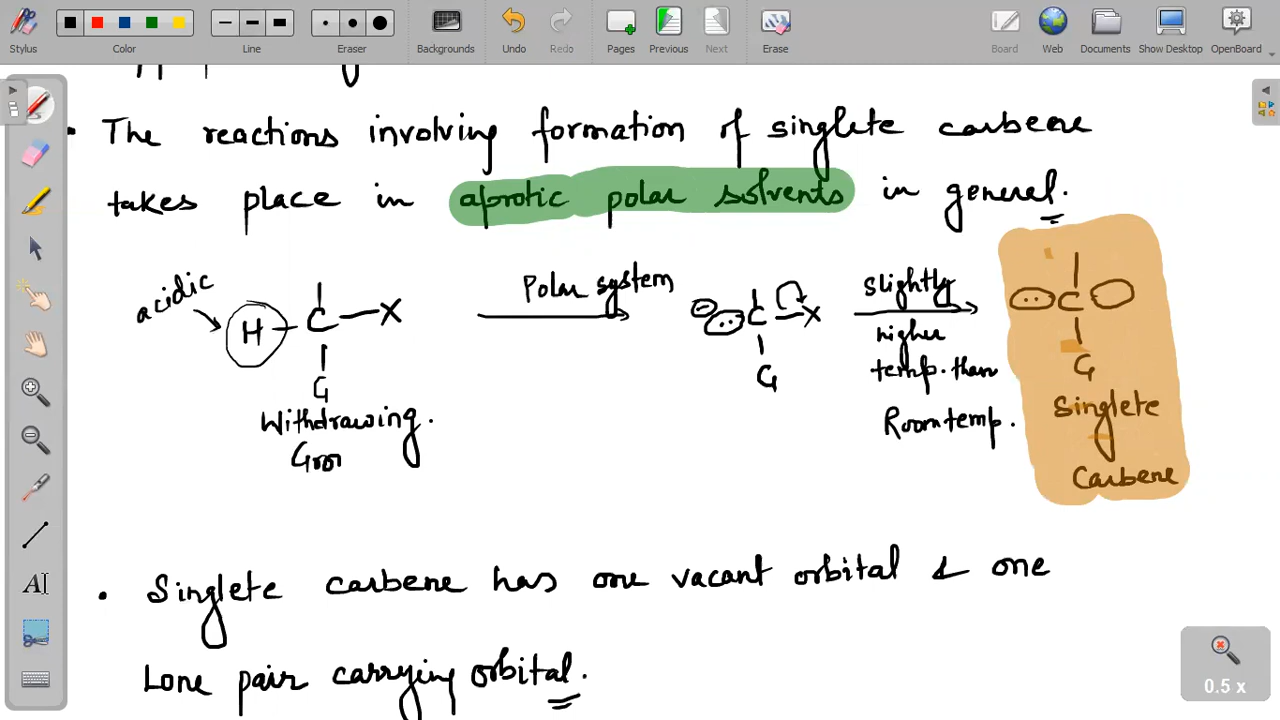 Stylus Color Line Eraser Backgrounds Undo Redo Pages Previous Next Erase Board Web Documents Show Desktop OpenBoard
• The reactions involving formation of singlete carbene
takes place in aprotic polar solvents in general.
acidic
H C X
G
Withdrawing.
Polar system
⊖ C X
G
Slightly
higher
temp. than
Room temp.
C
G
Singlete
Carbene
• Singlete carbene has one vacant orbital & one
Lone pair carrying orbital.
0.5 x